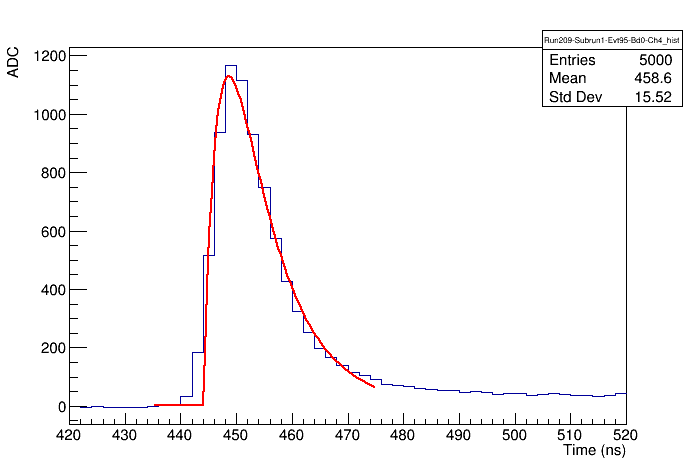 Run209-Subrun1-Evt95-Bd0-Ch4_hist
Entries 5000
Mean 458.6
Std Dev 15.52
ADC
1200
1000
800
600
400
200
0
420 430 440 450 460 470 480 490 500 510 520
Time (ns)